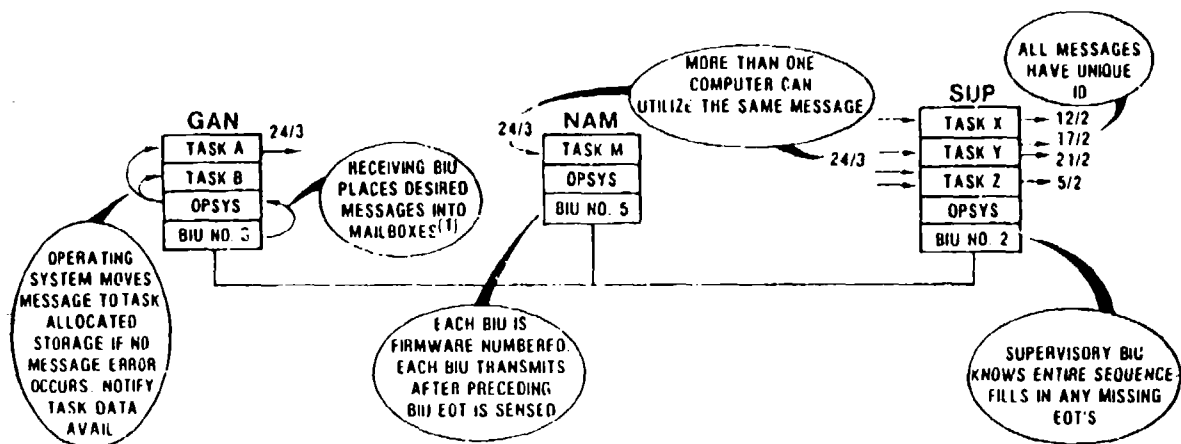 GAN
24/3
TASK A
TASK B
OPSYS
BIU NO. 3
RECEIVING BIU
PLACES DESIRED
MESSAGES INTO
MAILBOXES(1)
OPERATING
SYSTEM MOVES
MESSAGE TO TASK
ALLOCATED
STORAGE IF NO
MESSAGE ERROR
OCCURS. NOTIFY
TASK DATA
AVAIL
24/3
NAM
TASK M
OPSYS
BIU NO. 5
EACH BIU IS
FIRMWARE NUMBERED.
EACH BIU TRANSMITS
AFTER PRECEDING
BIU EOT IS SENSED
MORE THAN ONE
COMPUTER CAN
UTILIZE THE SAME MESSAGE
24/3
SUP
TASK X
TASK Y
TASK Z
OPSYS
BIU NO. 2
12/2
17/2
21/2
5/2
ALL MESSAGES
HAVE UNIQUE
ID
SUPERVISORY BIU
KNOWS ENTIRE SEQUENCE
FILLS IN ANY MISSING
EOT'S